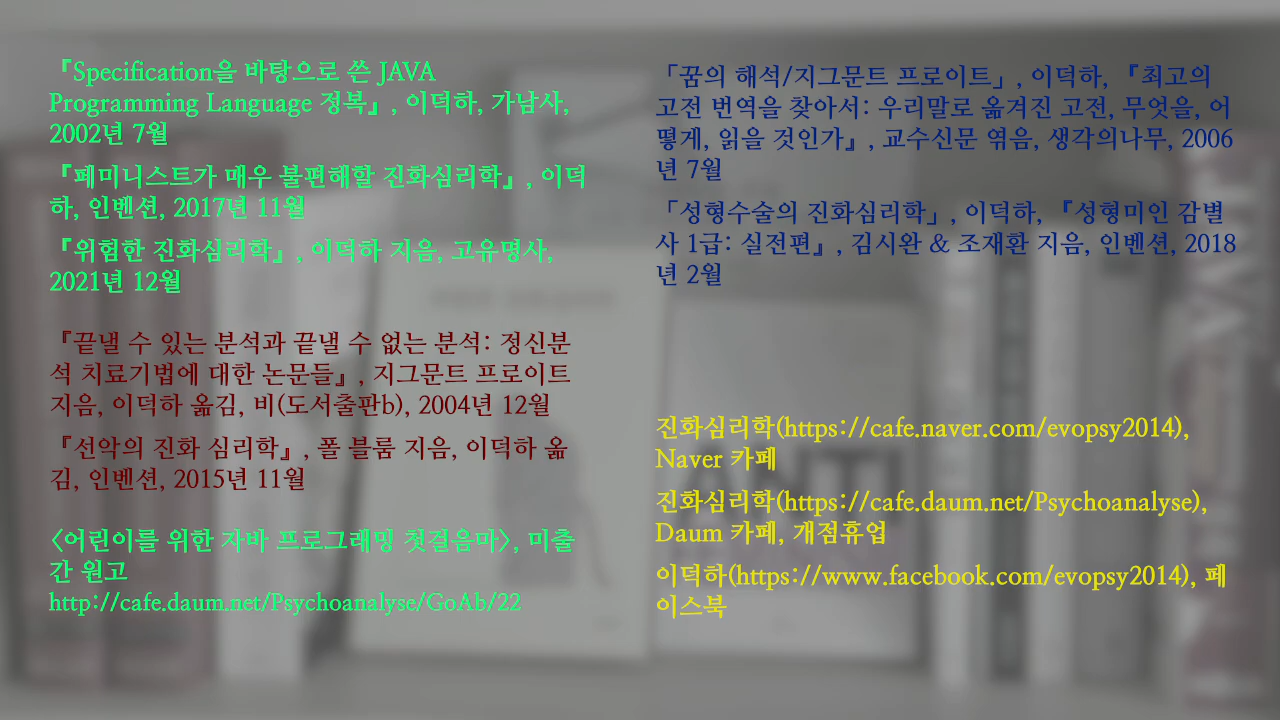 『Specification을 바탕으로 쓴 JAVA
Programming Language 정복』, 이덕하, 가남사,
2002년 7월
『페미니스트가 매우 불편해할 진화심리학』, 이덕
하, 인벤션, 2017년 11월
『위험한 진화심리학』, 이덕하 지음, 고유명사,
2021년 12월
『끝낼 수 있는 분석과 끝낼 수 없는 분석: 정신분
석 치료기법에 대한 논문들』, 지그문트 프로이트
지음, 이덕하 옮김, 비(도서출판b), 2004년 12월
『선악의 진화 심리학』, 폴 블룸 지음, 이덕하 옮
김, 인벤션, 2015년 11월
〈어린이를 위한 자바 프로그래밍 첫걸음마〉, 미출
간 원고
http://cafe.daum.net/Psychoanalyse/GoAb/22
「꿈의 해석/지그문트 프로이트」, 이덕하, 『최고의
고전 번역을 찾아서: 우리말로 옮겨진 고전, 무엇을, 어
떻게, 읽을 것인가』, 교수신문 엮음, 생각의나무, 2006
년 7월
「성형수술의 진화심리학」, 이덕하, 『성형미인 감별
사 1급: 실전편』, 김시완 & 조재환 지음, 인벤션, 2018
년 2월
진화심리학(https://cafe.naver.com/evopsy2014),
Naver 카페
진화심리학(https://cafe.daum.net/Psychoanalyse),
Daum 카페, 개점휴업
이덕하(https://www.facebook.com/evopsy2014), 페
이스북